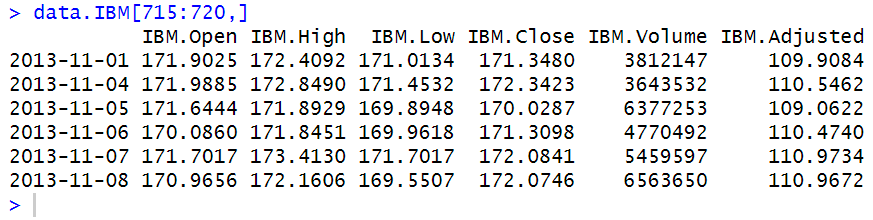 > data.IBM[715:720,]
IBM.Open IBM.High IBM.Low IBM.Close IBM.Volume IBM.Adjusted
2013-11-01 171.9025 172.4092 171.0134 171.3480 3812147 109.9084
2013-11-04 171.9885 172.8490 171.4532 172.3423 3643532 110.5462
2013-11-05 171.6444 171.8929 169.8948 170.0287 6377253 109.0622
2013-11-06 170.0860 171.8451 169.9618 171.3098 4770492 110.4740
2013-11-07 171.7017 173.4130 171.7017 172.0841 5459597 110.9734
2013-11-08 170.9656 172.1606 169.5507 172.0746 6563650 110.9672
>